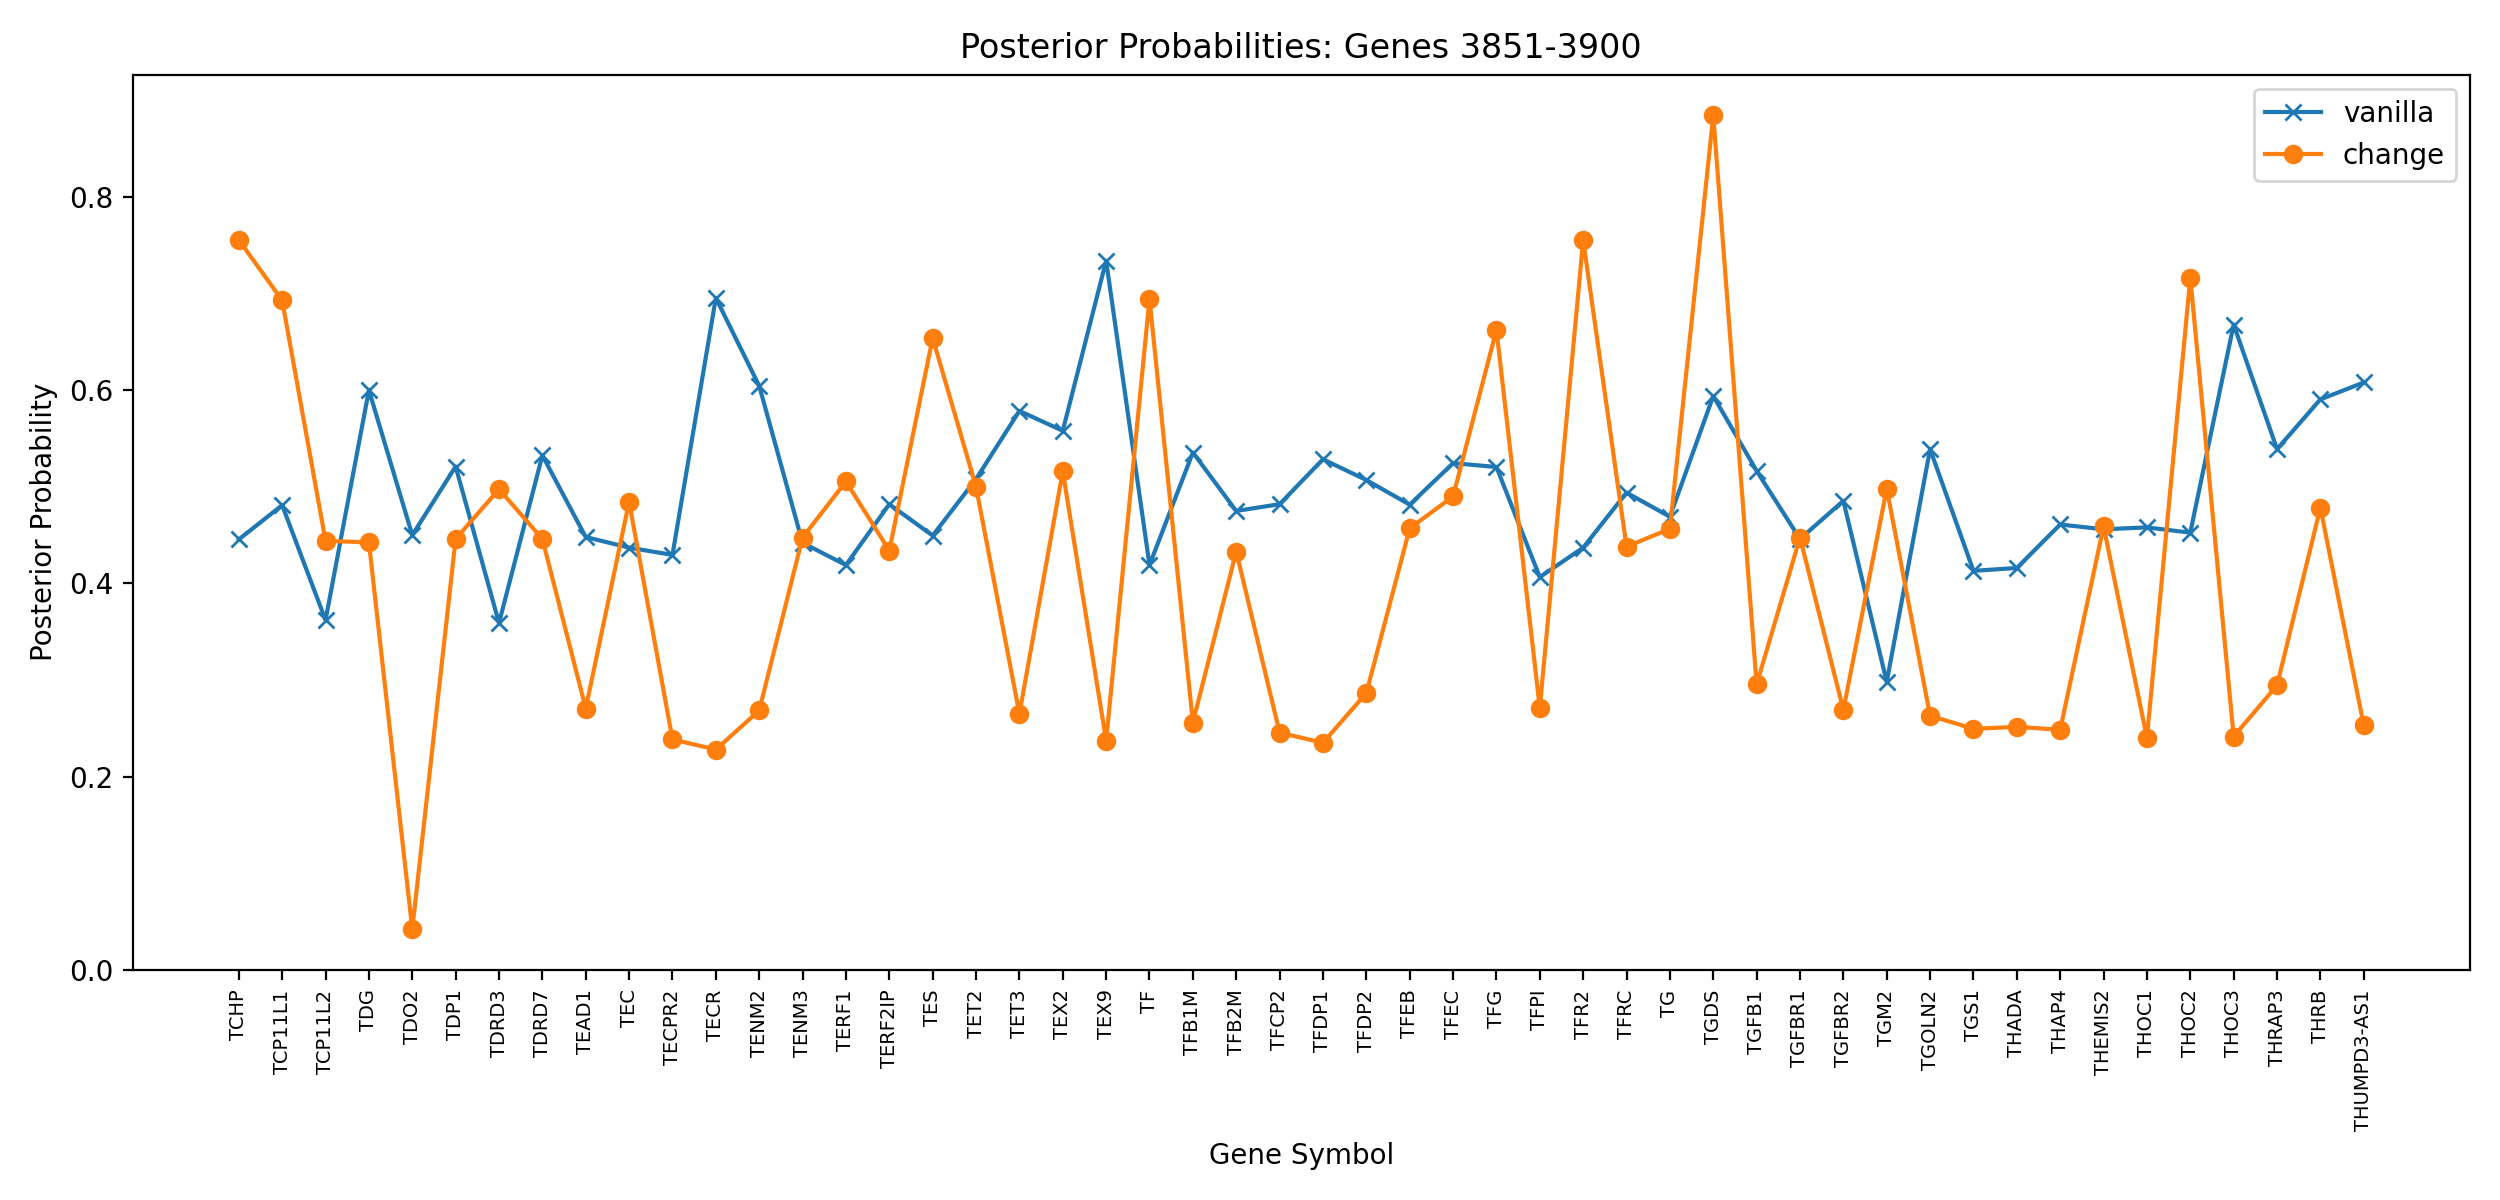 Posterior Probabilities: Genes 3851-3900
vanilla
change
Posterior Probability
0.8
0.6
0.4
0.2
0.0
TCHP
TCP11L1
TCP11L2
TDG
TDO2
TDP1
TDRD3
TDRD7
TEAD1
TEC
TECPR2
TECR
TENM2
TENM3
TERF1
TERF2IP
TES
TET2
TET3
TEX2
TEX9
TF
TFB1M
TFB2M
TFCP2
TFDP1
TFDP2
TFEB
TFEC
TFG
TFPI
TFR2
TFRC
TG
TGDS
TGFB1
TGFBR1
TGFBR2
TGM2
TGOLN2
TGS1
THADA
THAP4
THEMIS2
THOC1
THOC2
THOC3
THRAP3
THRB
THUMPD3-AS1
Gene Symbol